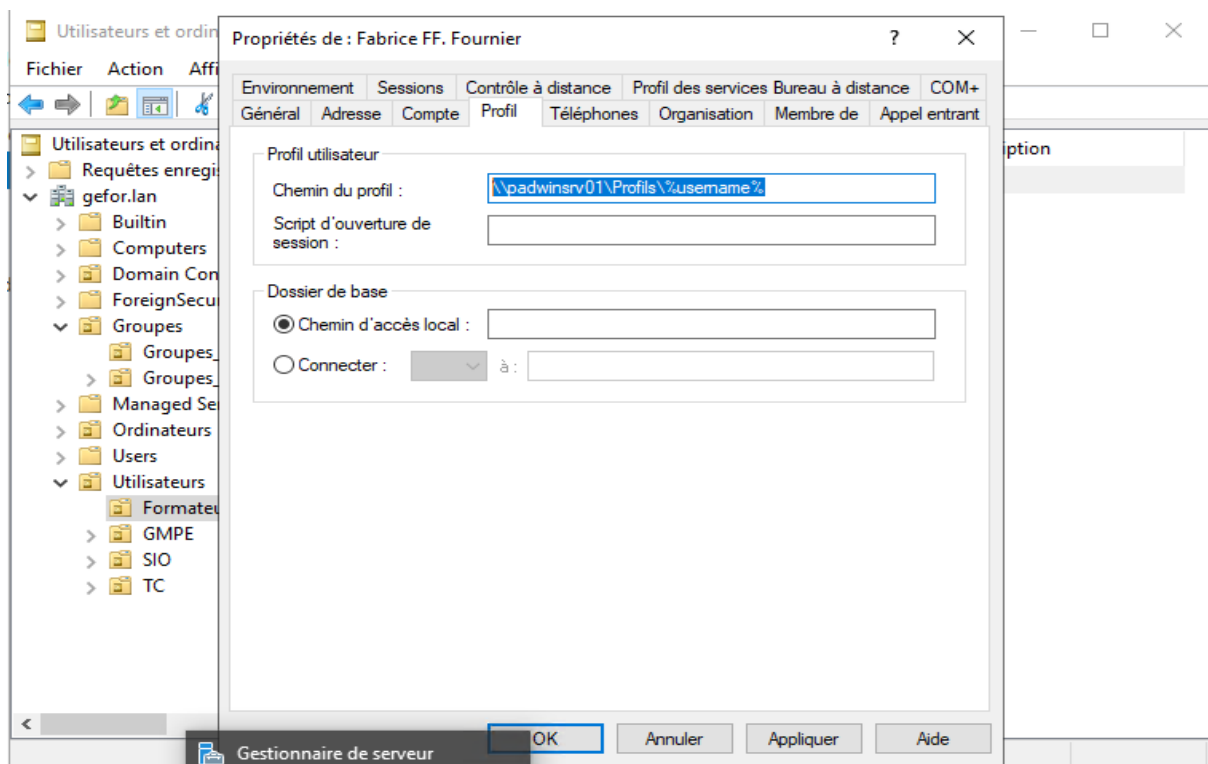 Utilisateurs et ordin
Propriétés de : Fabrice FF. Fournier
?
Fichier Action Affi
Environnement Sessions Contrôle à distance Profil des services Bureau à distance COM+
Général Adresse Compte Profil Téléphones Organisation Membre de Appel entrant
Utilisateurs et ordina
iption
Requêtes enregi
gefor.lan
Builtin
Computers
Domain Con
ForeignSecur
Groupes
Groupes_
Groupes_
Managed Se
Ordinateurs
Users
Utilisateurs
Formateu
GMPE
SIO
TC
Profil utilisateur
Chemin du profil : \\padwinsrv01\Profils\%username%
Script d'ouverture de
session :
Dossier de base
Chemin d'accès local :
Connecter : à :
OK Annuler Appliquer Aide
Gestionnaire de serveur